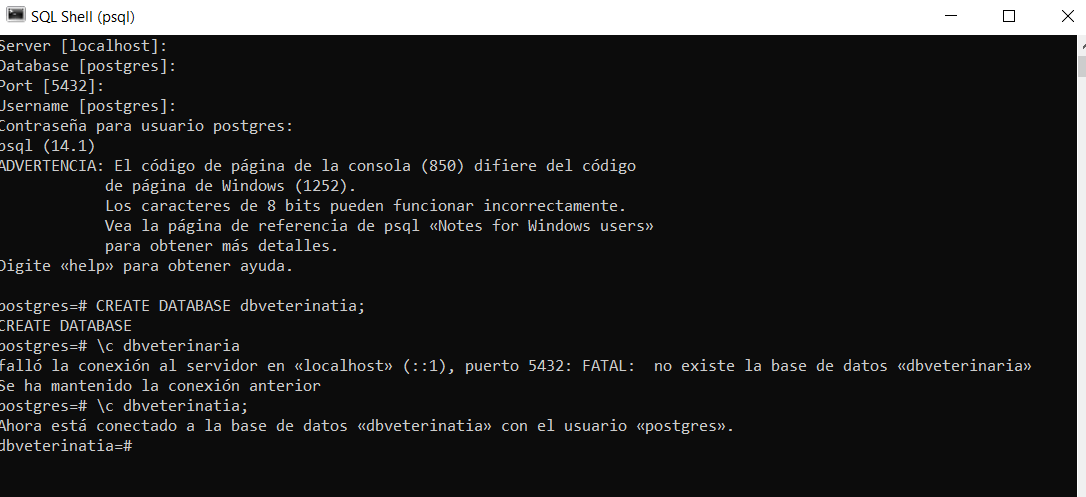 SQL Shell (psql)
Server [localhost]:
Database [postgres]:
Port [5432]:
Username [postgres]:
Contraseña para usuario postgres:
psql (14.1)
ADVERTENCIA: El código de página de la consola (850) difiere del código
de página de Windows (1252).
Los caracteres de 8 bits pueden funcionar incorrectamente.
Vea la página de referencia de psql «Notes for Windows users»
para obtener más detalles.
Digite «help» para obtener ayuda.
postgres=# CREATE DATABASE dbveterinatia;
CREATE DATABASE
postgres=# \c dbveterinaria
falló la conexión al servidor en «localhost» (::1), puerto 5432: FATAL:  no existe la base de datos «dbveterinaria»
Se ha mantenido la conexión anterior
postgres=# \c dbveterinatia;
Ahora está conectado a la base de datos «dbveterinatia» con el usuario «postgres».
dbveterinatia=#